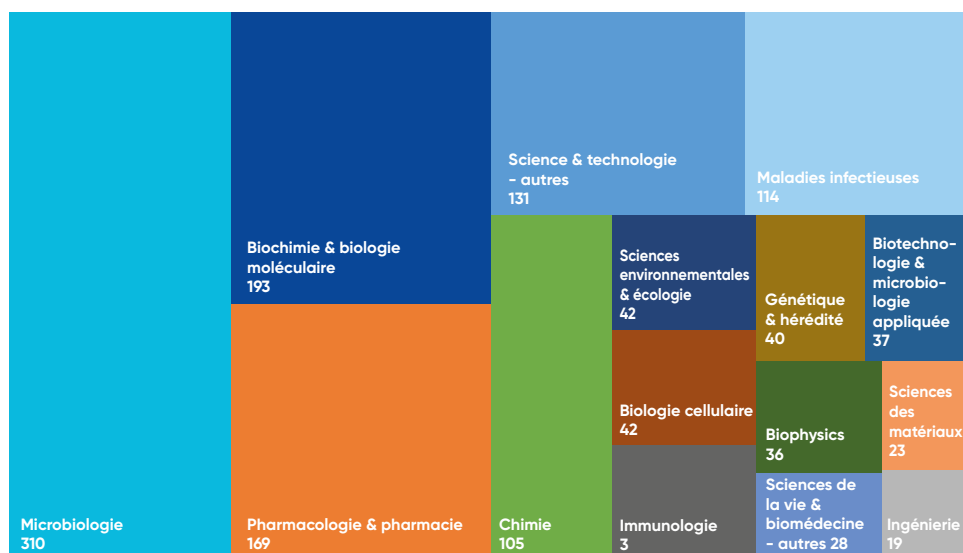 Microbiologie
310
Biochimie & biologie
moléculaire
193
Pharmacologie & pharmacie
169
Science & technologie
- autres
131
Maladies infectieuses
114
Chimie
105
Sciences
environnementales
& écologie
42
Biologie cellulaire
42
Immunologie
3
Génétique
& hérédité
40
Biotechno-
logie &
microbio-
logie
appliquée
37
Biophysics
36
Sciences
des
matériaux
23
Sciences de
la vie &
biomédecine
- autres 28
Ingénierie
19